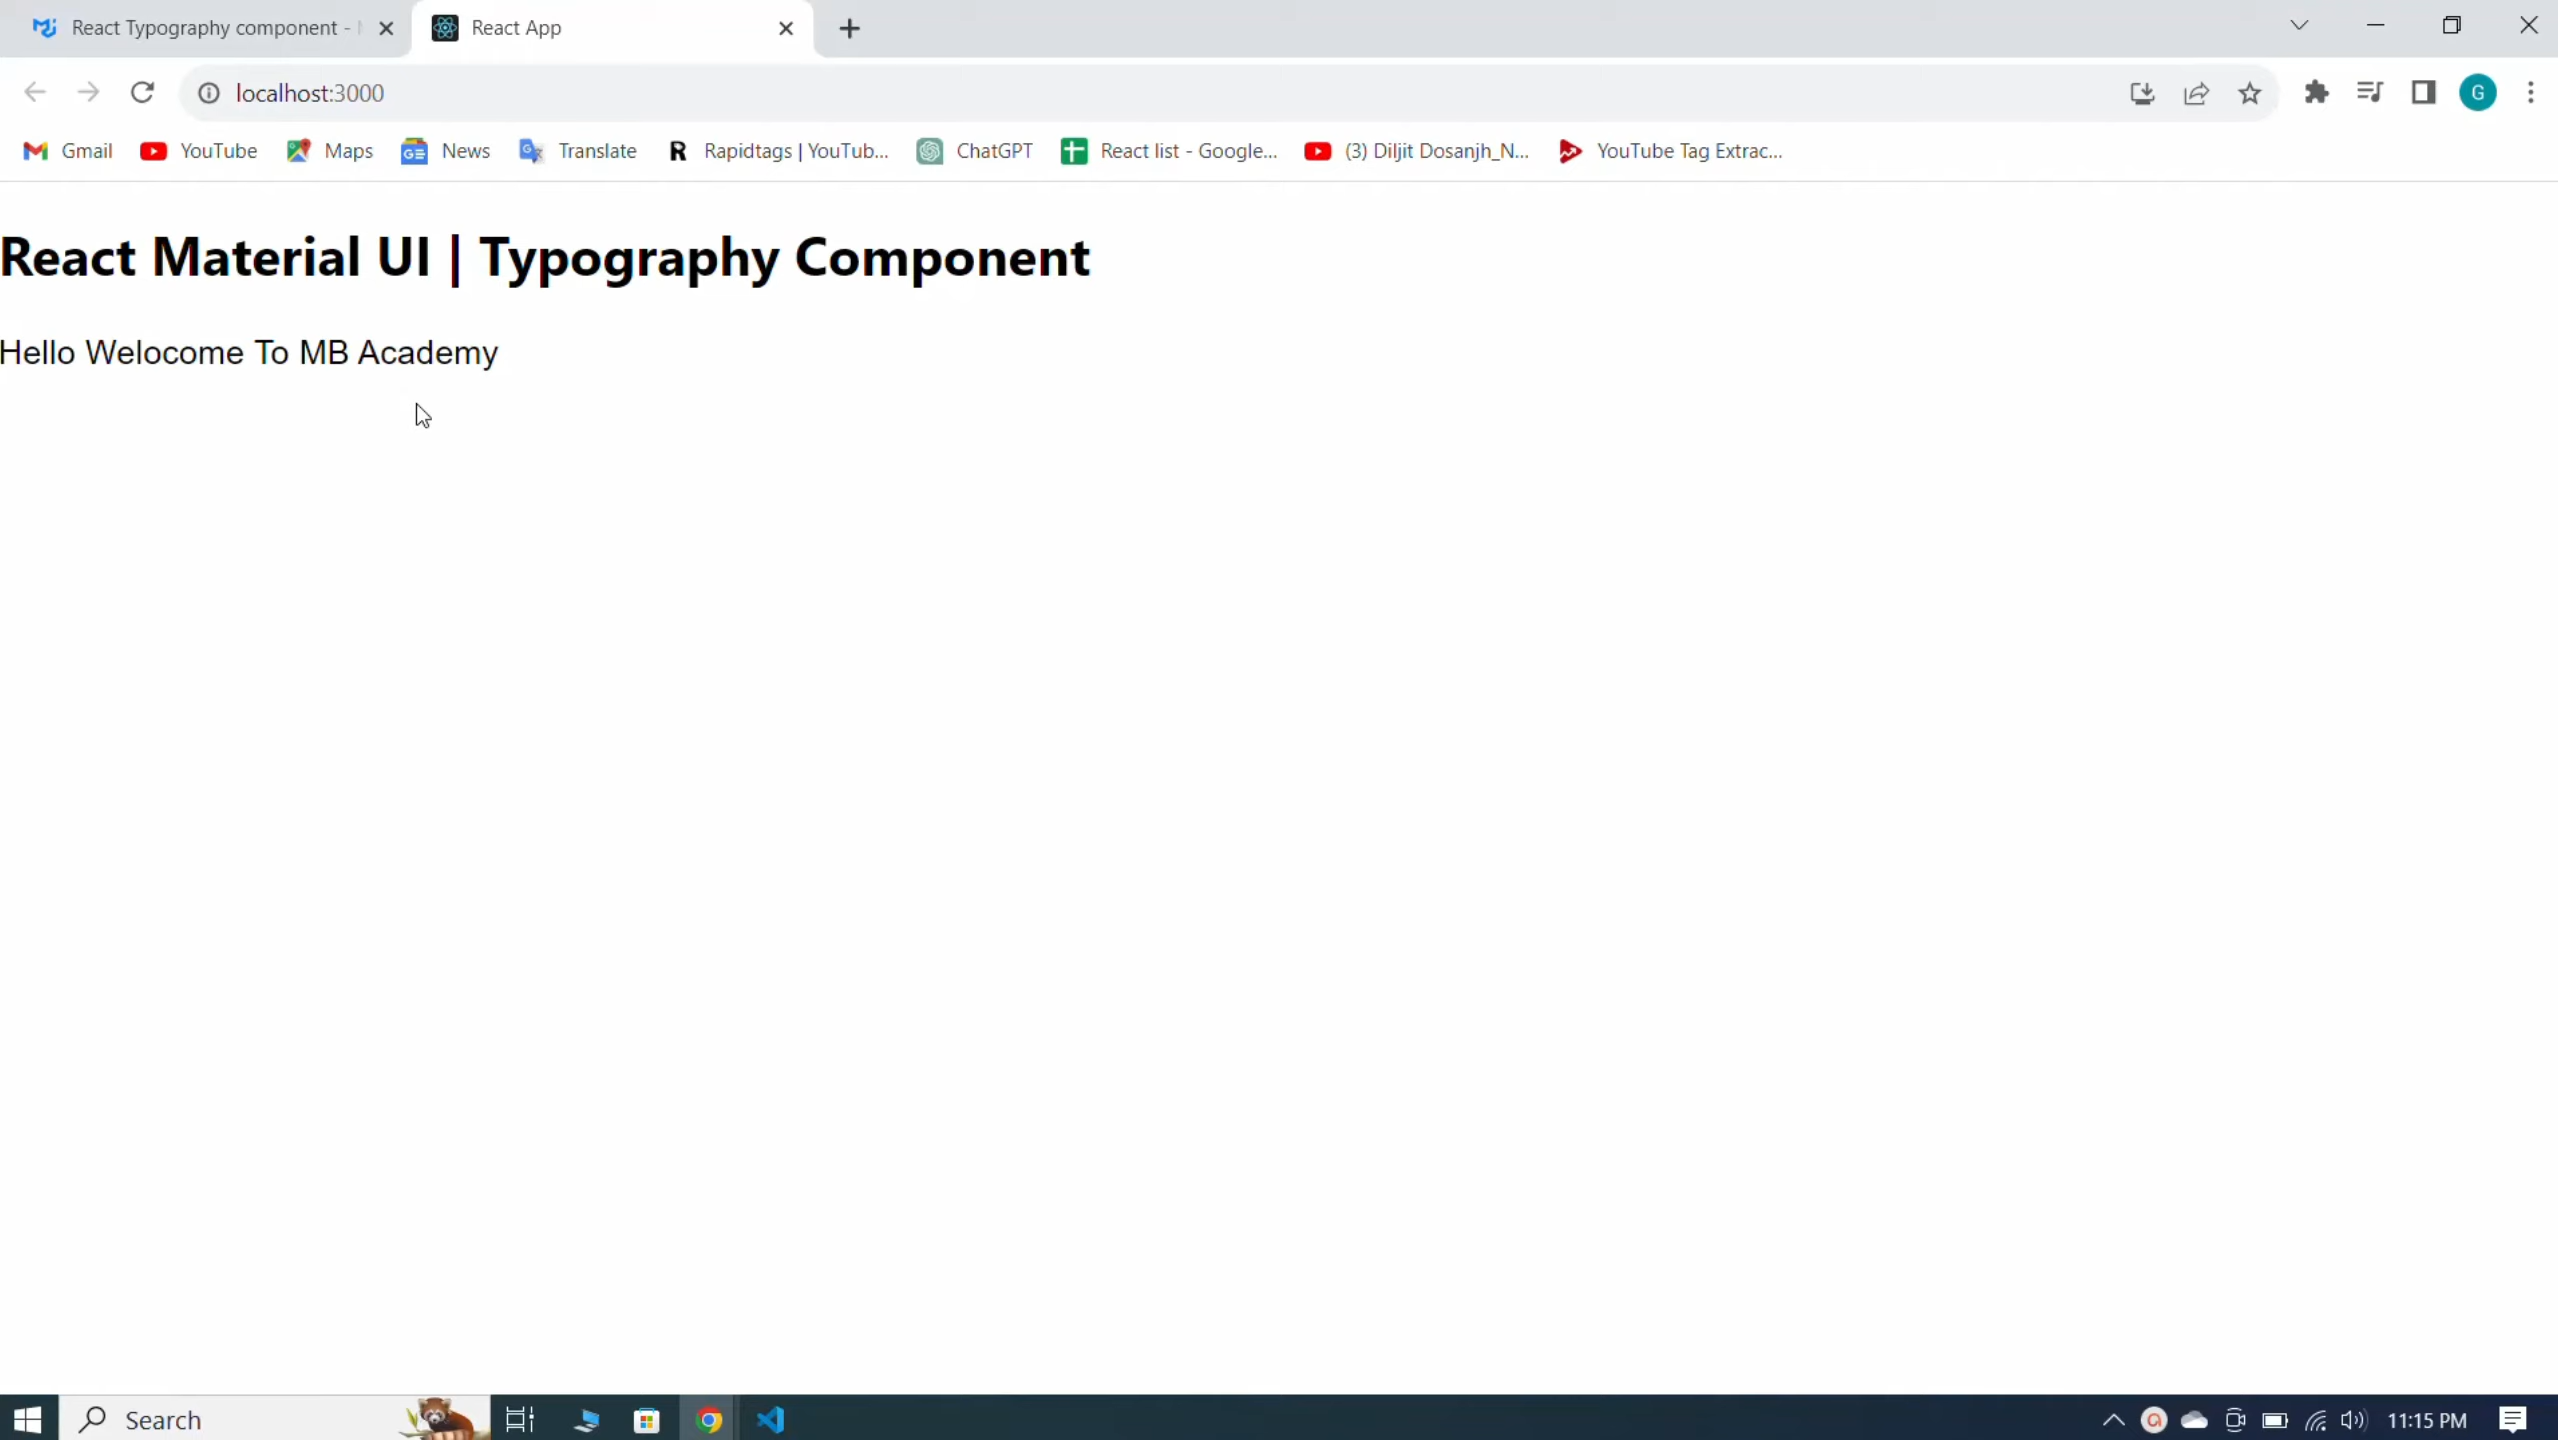 React Typography component -
React App
localhost:3000
G
Gmail
YouTube
Maps
News
Translate
Rapidtags | YouTub...
ChatGPT
React list - Google...
(3) Diljit Dosanjh_N...
YouTube Tag Extrac...
React Material UI | Typography Component
Hello Welocome To MB Academy
Search
11:15 PM